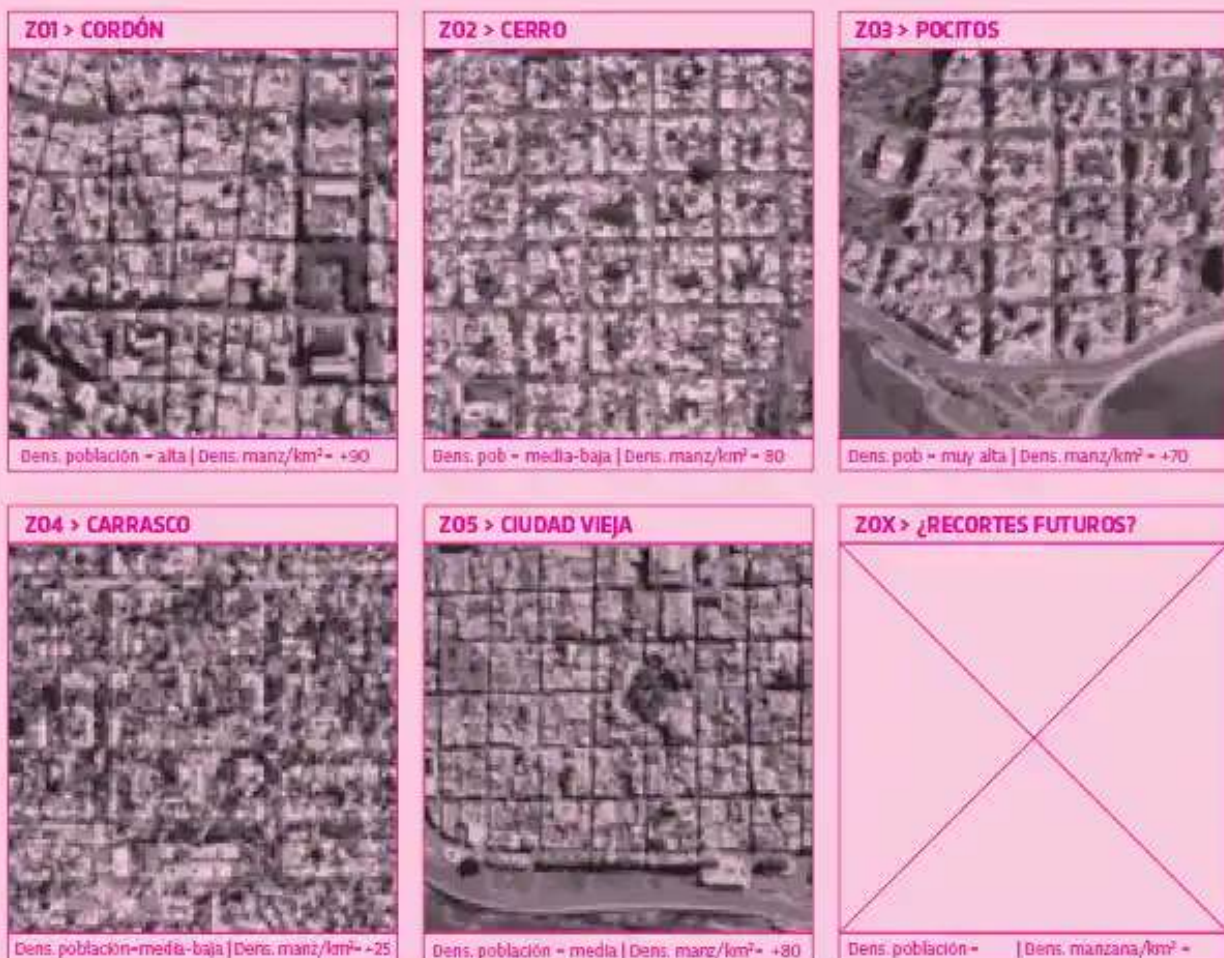 Z01 > CORDÓN
Z02 > CERRO
Z03 > POCITOS
Dens. población = alta | Dens. manz/km² = +90
Dens. pob = media-baja | Dens. manz/km² = 80
Dens. pob = muy alta | Dens. manz/km² = +70
Z04 > CARRASCO
Z05 > CIUDAD VIEJA
Z0X > ¿RECORTES FUTUROS?
Dens. población=media-baja | Dens. manz/km²= +25
Dens. población = media | Dens. manz/km² = +80
Dens. población = | Dens. manzana/km² =